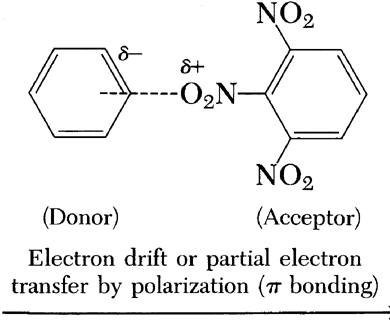 NO₂
δ− δ+
O₂N
NO₂
(Donor) (Acceptor)
Electron drift or partial electron
transfer by polarization (π bonding)